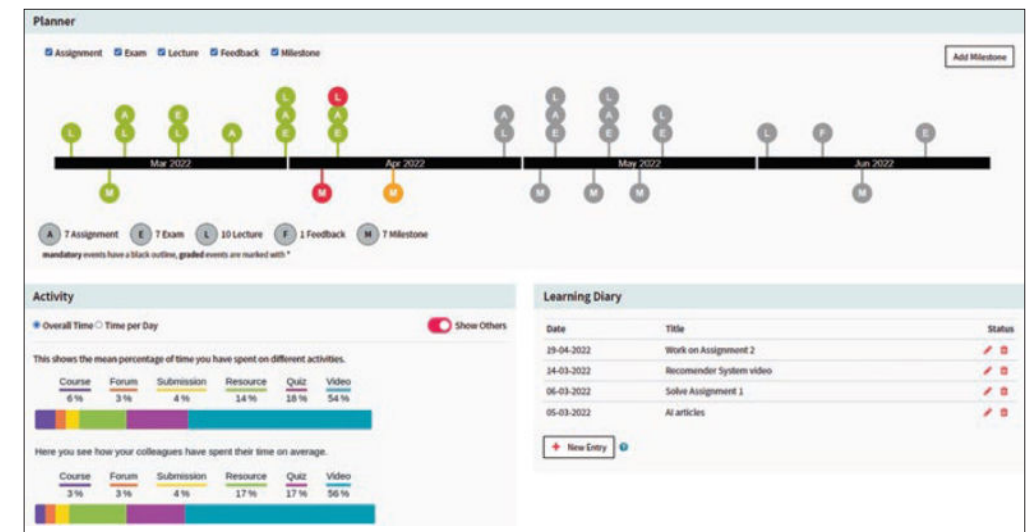 Planner
Assignment Exam Lecture Feedback Milestone
Add Milestone
L L A E L A L A E E A L L A E L A E A L E A L E A L E L L F E
Mar 2022 Apr 2022 May 2022 Jun 2022
M M M M M M M
A 7 Assignment E 7 Exam L 10 Lecture F 1 Feedback M 7 Milestone
mandatory events have a black outline, graded events are marked with *
Activity
Overall Time Time per Day Show Others
This shows the mean percentage of time you have spent on different activities.
Course Forum Submission Resource Quiz Video
6 % 3 % 4 % 14 % 18 % 54 %
Here you see how your colleagues have spent their time on average.
Course Forum Submission Resource Quiz Video
3 % 3 % 4 % 17 % 17 % 56 %
Learning Diary
Date Title Status
19-04-2022 Work on Assignment 2
14-03-2022 Recomender System video
06-03-2022 Solve Assignment 1
05-03-2022 AI articles
+ New Entry ?